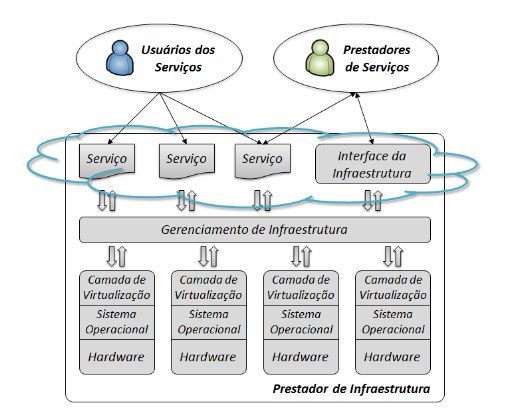 Usuários dos
Serviços
Prestadores
de Serviços
Serviço
Serviço
Serviço
Interface da
Infraestrutura
Gerenciamento de Infraestrutura
Camada de
Virtualização
Sistema
Operacional
Hardware
Camada de
Virtualização
Sistema
Operacional
Hardware
Camada de
Virtualização
Sistema
Operacional
Hardware
Camada de
Virtualização
Sistema
Operacional
Hardware
Prestador de Infraestrutura